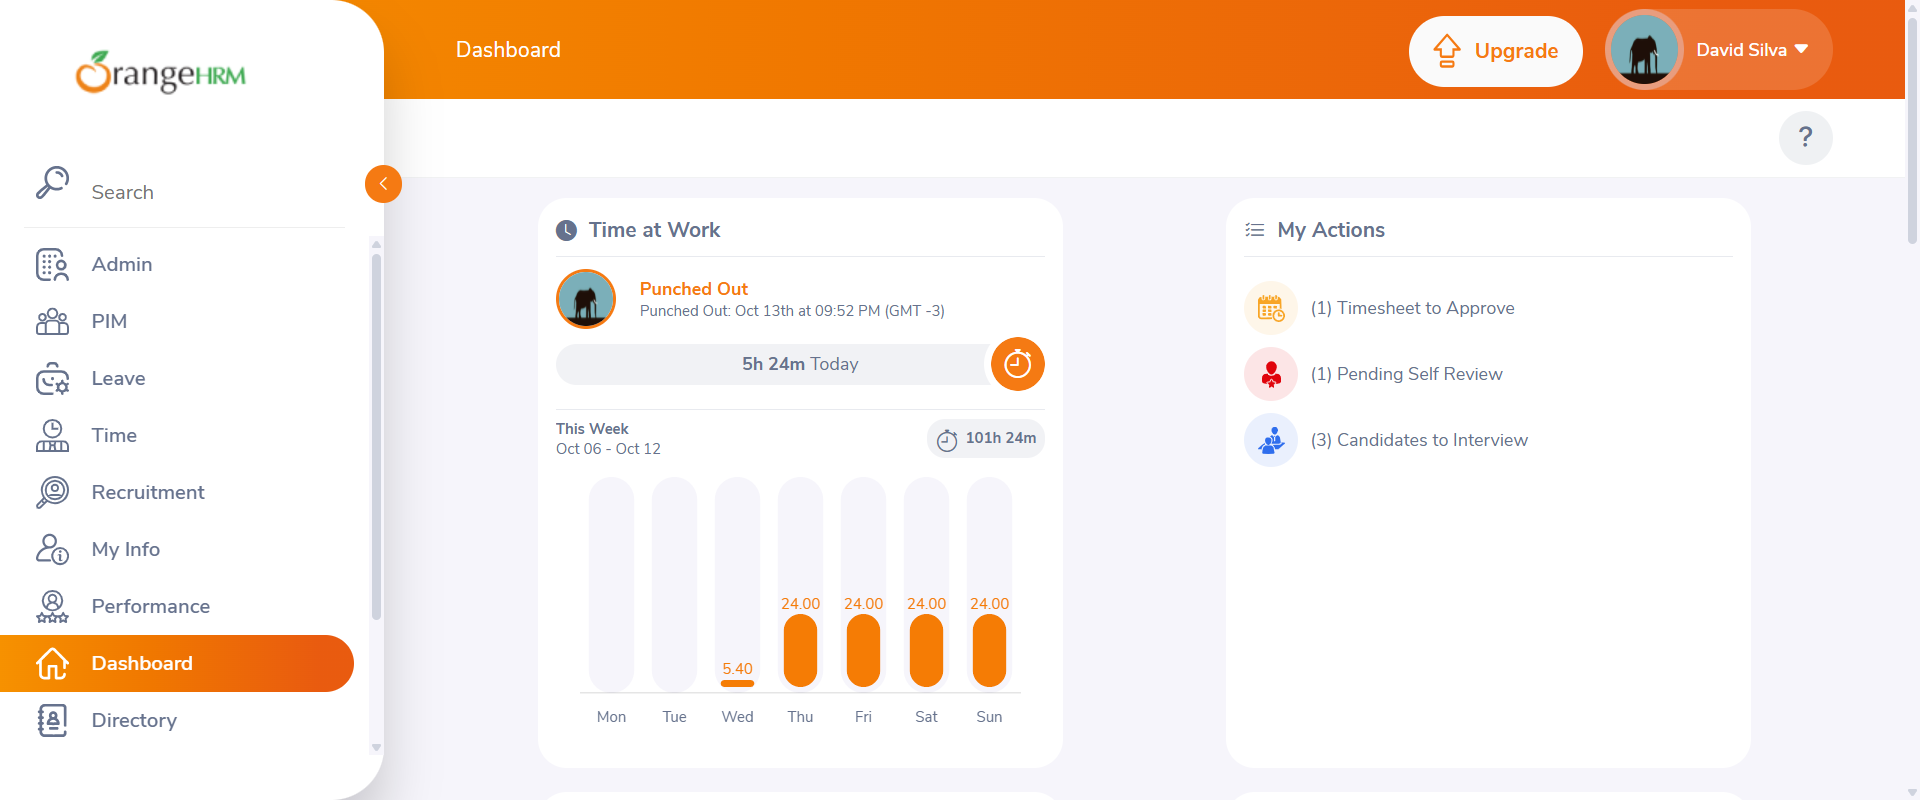 OrangeHRM
Search
Admin
PIM
Leave
Time
Recruitment
My Info
Performance
Dashboard
Directory
Dashboard
Upgrade
David Silva
?
Time at Work
Punched Out
Punched Out: Oct 13th at 09:52 PM (GMT -3)
5h 24m Today
This Week
Oct 06 - Oct 12
101h 24m
5.40 24.00 24.00 24.00 24.00
Mon Tue Wed Thu Fri Sat Sun
My Actions
(1) Timesheet to Approve
(1) Pending Self Review
(3) Candidates to Interview